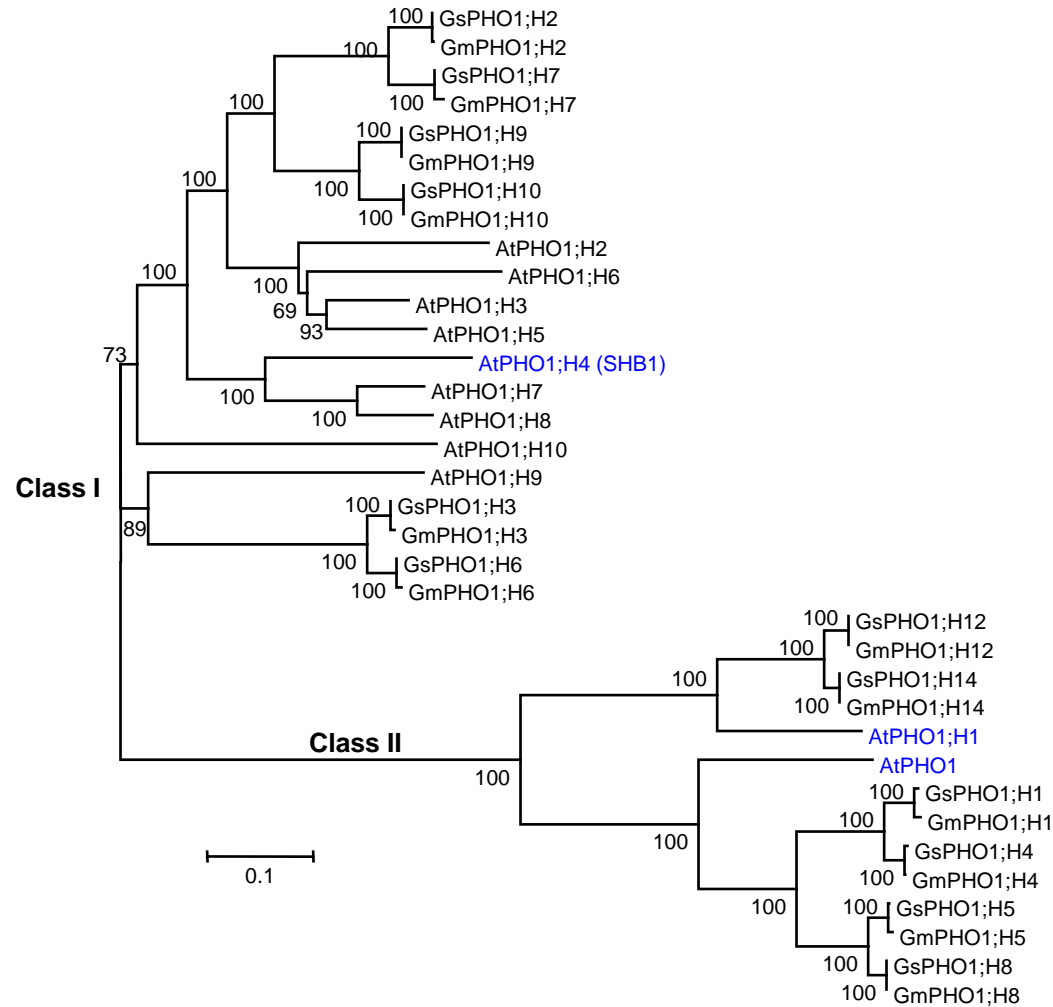 100
GsPHO1;H2
100
GmPHO1;H2
GsPHO1;H7
100
GmPHO1;H7
100
100
GsPHO1;H9
GmPHO1;H9
100
GsPHO1;H10
100
GmPHO1;H10
100
AtPHO1;H2
100
AtPHO1;H6
69
AtPHO1;H3
93
AtPHO1;H5
100
73
AtPHO1;H4 (SHB1)
100
AtPHO1;H7
100
AtPHO1;H8
AtPHO1;H10
Class I
AtPHO1;H9
89
100
GsPHO1;H3
GmPHO1;H3
100
GsPHO1;H6
100
GmPHO1;H6
100
GsPHO1;H12
100
GmPHO1;H12
100
GsPHO1;H14
100
GmPHO1;H14
AtPHO1;H1
Class II
100
AtPHO1
100
GsPHO1;H1
100
GmPHO1;H1
100
GsPHO1;H4
100
GmPHO1;H4
100
100
GsPHO1;H5
GmPHO1;H5
100
GsPHO1;H8
100
GmPHO1;H8
0.1